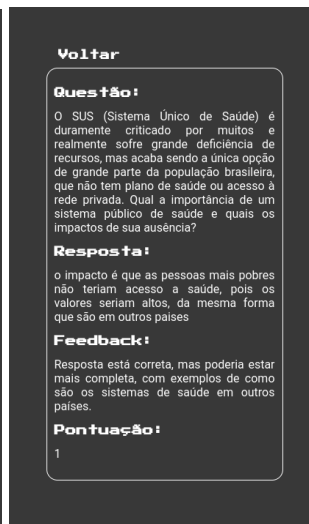 Voltar
Questão:
O SUS (Sistema Único de Saúde) é
duramente criticado por muitos e
realmente sofre grande deficiência de
recursos, mas acaba sendo a única opção
de grande parte da população brasileira,
que não tem plano de saúde ou acesso à
rede privada. Qual a importância de um
sistema público de saúde e quais os
impactos de sua ausência?
Resposta:
o impacto é que as pessoas mais pobres
não teriam acesso a saúde, pois os
valores seriam altos, da mesma forma
que são em outros paises
Feedback:
Resposta está correta, mas poderia estar
mais completa, com exemplos de como
são os sistemas de saúde em outros
países.
Pontuação:
1